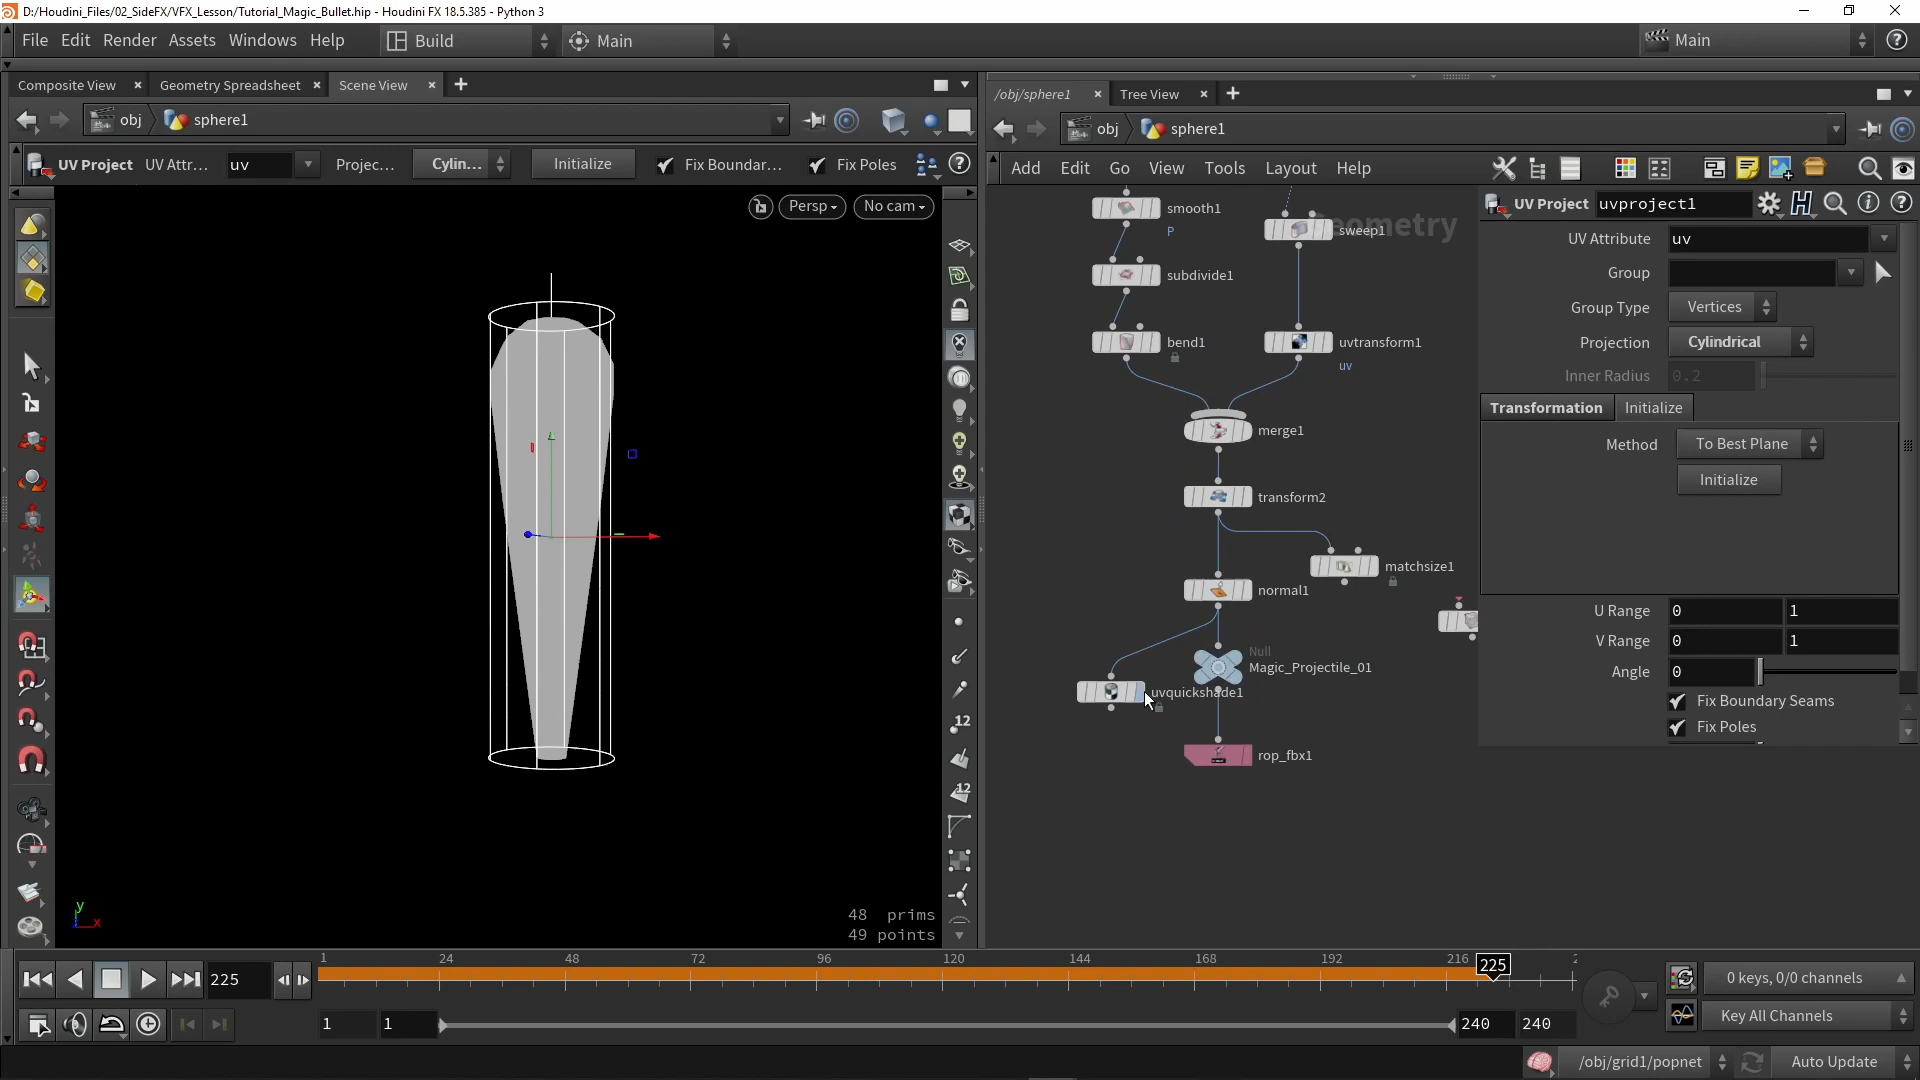 D:/Houdini_Files/02_SideFX/VFX_Lesson/Tutorial_Magic_Bullet.hip - Houdini FX 18.5.385 - Python 3
File Edit Render Assets Windows Help Build Main Main
Composite View Geometry Spreadsheet Scene View
/obj/sphere1 Tree View
obj sphere1
obj sphere1
UV Project UV Attr... uv Projec... Cylin... Initialize Fix Boundar... Fix Poles
Add Edit Go View Tools Layout Help
Persp No cam
smooth1
P
subdivide1
bend1
sweep1
uvtransform1
uv
merge1
transform2
matchsize1
normal1
Null
Magic_Projectile_01
uvquickshade1
rop_fbx1
UV Project uvproject1
UV Attribute uv
Group
Group Type Vertices
Projection Cylindrical
Inner Radius 0.2
Transformation Initialize
Method To Best Plane
Initialize
U Range 0 1
V Range 0 1
Angle 0
Fix Boundary Seams
Fix Poles
12
12
y
x
48 prims
49 points
225
1 24 48 72 96 120 144 168 192 216 225
0 keys, 0/0 channels
1 1 240 240
Key All Channels
/obj/grid1/popnet Auto Update